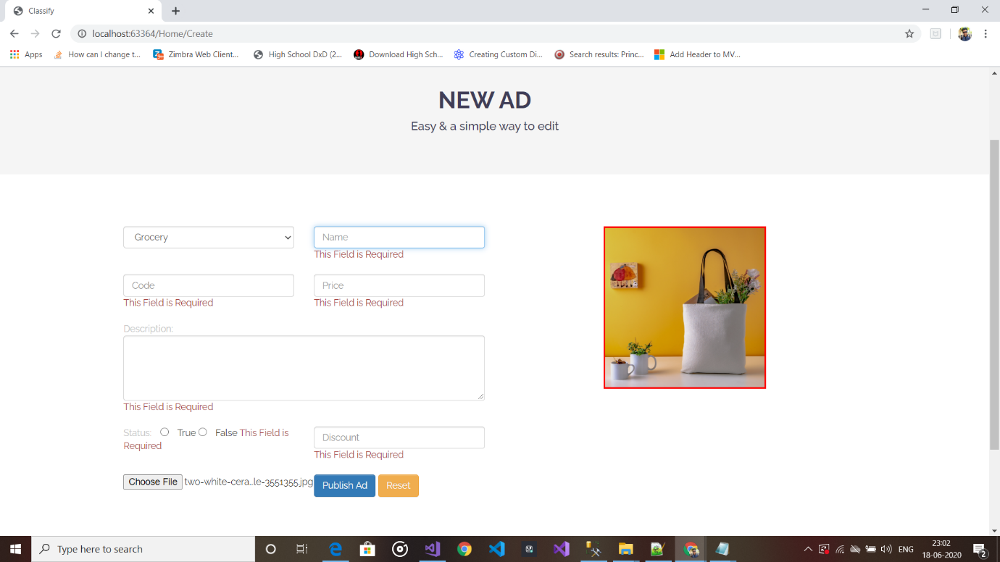 Classify
localhost:63364/Home/Create
Apps How can I change t... Zimbra Web Client... High School DxD (2... Download High Sch... Creating Custom Di... Search results: Princ... Add Header to MV...
NEW AD
Easy & a simple way to edit
Grocery Name
This Field is Required
Code Price
This Field is Required This Field is Required
Description:
This Field is Required
Status: True False This Field is Discount
Required This Field is Required
Choose File two-white-cera...le-3551355.jpg Publish Ad Reset
Type here to search ENG 23:02
18-06-2020 2